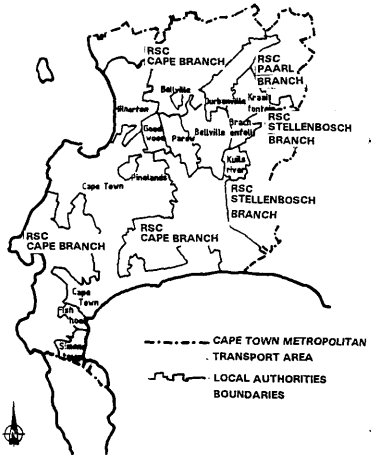 RSC
CAPE BRANCH
RSC
PAARL
BRANCH
Bellville
Durbanville
Kraai
fontein
Milnerton
RSC
STELLENBOSCH
BRANCH
Good
wood
Parow
Bellville
Brack
enfell
Kuils
river
Pinelands
Cape Town
RSC
STELLENBOSCH
BRANCH
RSC
CAPE BRANCH
RSC
CAPE BRANCH
Cape
Town
Fish
hoek
Simons
town
CAPE TOWN METROPOLITAN
TRANSPORT AREA
LOCAL AUTHORITIES
BOUNDARIES